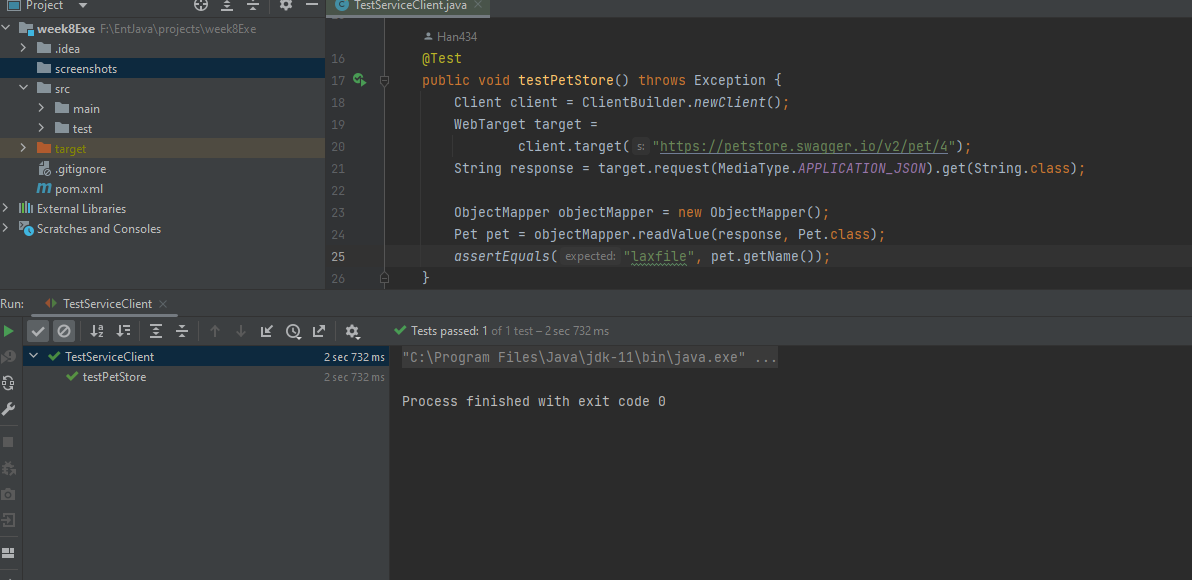 Project
TestServiceClient.java
week8Exe F:\EntJava\projects\week8Exe
.idea
screenshots
src
main
test
target
.gitignore
pom.xml
External Libraries
Scratches and Consoles
Han434
16 @Test
17 public void testPetStore() throws Exception {
18 Client client = ClientBuilder.newClient();
19 WebTarget target =
20 client.target( s: "https://petstore.swagger.io/v2/pet/4");
21 String response = target.request(MediaType.APPLICATION_JSON).get(String.class);
22
23 ObjectMapper objectMapper = new ObjectMapper();
24 Pet pet = objectMapper.readValue(response, Pet.class);
25 assertEquals( expected: "laxfile", pet.getName());
26 }
Run: TestServiceClient
Tests passed: 1 of 1 test – 2 sec 732 ms
TestServiceClient 2 sec 732 ms
testPetStore 2 sec 732 ms
"C:\Program Files\Java\jdk-11\bin\java.exe" ...
Process finished with exit code 0